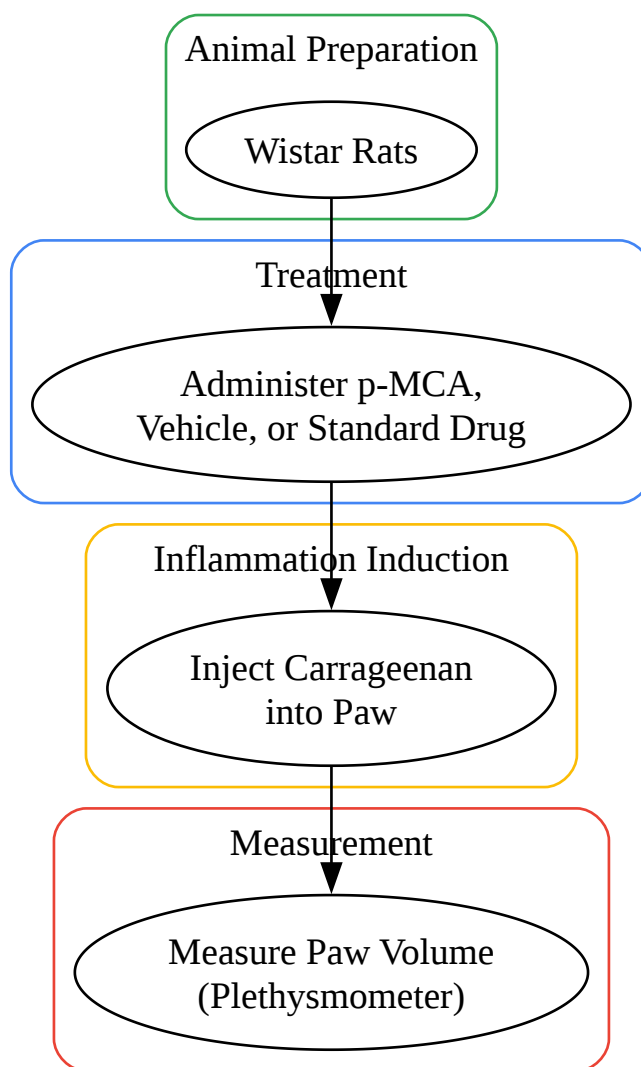 Animal Preparation
Wistar Rats
Treatment
Administer p-MCA,
Vehicle, or Standard Drug
Inflammation Induction
Inject Carrageenan
into Paw
Measurement
Measure Paw Volume
(Plethysmometer)